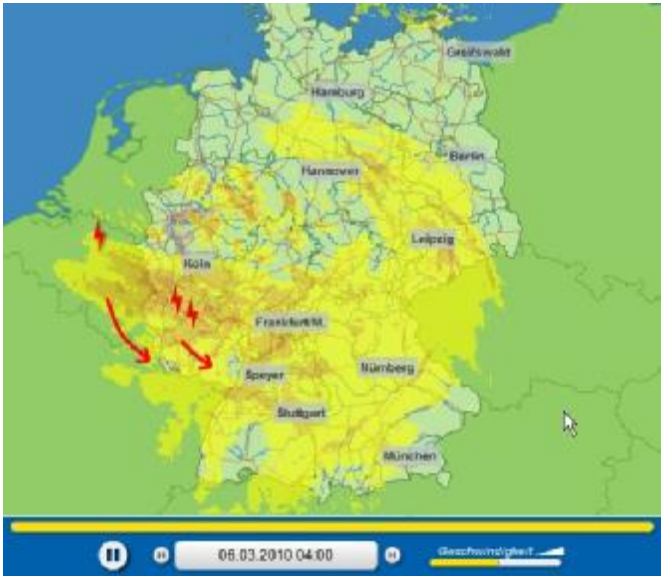 Greifswald
Hamburg
Berlin
Hannover
Leipzig
Köln
Frankfurt/M.
Nürnberg
Speyer
Stuttgart
München
06.03.2010 04:00
Geschwindigkeit